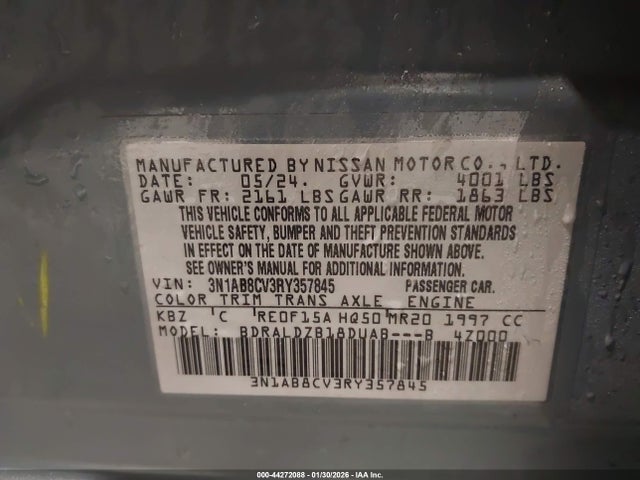 MANUFACTURED BY NISSAN MOTOR CO., LTD.
DATE: 05/24. GVWR: 4001 LBS
GAWR FR: 2161 LBS GAWR RR: 1863 LBS
THIS VEHICLE CONFORMS TO ALL APPLICABLE FEDERAL MOTOR
VEHICLE SAFETY, BUMPER AND THEFT PREVENTION STANDARDS
IN EFFECT ON THE DATE OF MANUFACTURE SHOWN ABOVE.
SEE OWNER'S MANUAL FOR ADDITIONAL INFORMATION.
VIN: 3N1AB8CV3RY357845 PASSENGER CAR.
COLOR TRIM TRANS AXLE ENGINE
KBZ C RE0F15A HQ50 MR20 1997 CC
MODEL: BDRALDZB18DUAB---B 4Z000
3N1AB8CV3RY357845
000-44272088 - 01/30/2026 - IAA Inc.